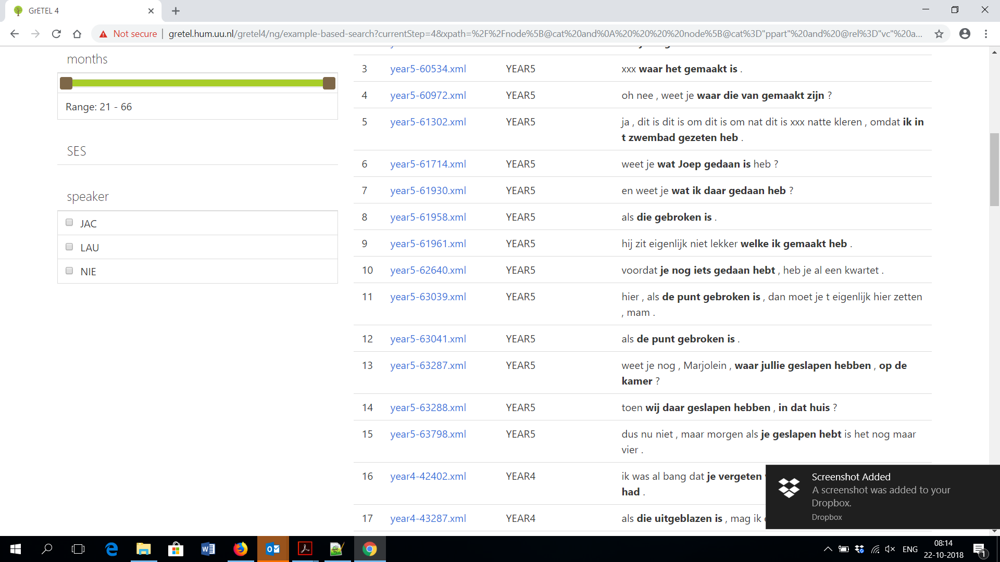 GrETEL 4
Not secure | gretel.hum.uu.nl/gretel4/ng/example-based-search?currentStep=4&xpath=%2F%2Fnode%5B@cat%20and%0A%20%20%20%20node%5B@cat%3D"ppart"%20and%20@rel%3D"vc"%20a...
months
Range: 21 - 66
SES
speaker
JAC
LAU
NIE
3 year5-60534.xml YEAR5 xxx waar het gemaakt is .
4 year5-60972.xml YEAR5 oh nee , weet je waar die van gemaakt zijn ?
5 year5-61302.xml YEAR5 ja , dit is dit is om dit is om nat dit is xxx natte kleren , omdat ik in
t zwembad gezeten heb .
6 year5-61714.xml YEAR5 weet je wat Joep gedaan is heb ?
7 year5-61930.xml YEAR5 en weet je wat ik daar gedaan heb ?
8 year5-61958.xml YEAR5 als die gebroken is .
9 year5-61961.xml YEAR5 hij zit eigenlijk niet lekker welke ik gemaakt heb .
10 year5-62640.xml YEAR5 voordat je nog iets gedaan hebt , heb je al een kwartet .
11 year5-63039.xml YEAR5 hier , als de punt gebroken is , dan moet je t eigenlijk hier zetten
, mam .
12 year5-63041.xml YEAR5 als de punt gebroken is .
13 year5-63287.xml YEAR5 weet je nog , Marjolein , waar jullie geslapen hebben , op de
kamer ?
14 year5-63288.xml YEAR5 toen wij daar geslapen hebben , in dat huis ?
15 year5-63798.xml YEAR5 dus nu niet , maar morgen als je geslapen hebt is het nog maar
vier .
16 year4-42402.xml YEAR4 ik was al bang dat je vergeten
had .
17 year4-43287.xml YEAR4 als die uitgeblazen is , mag ik
Screenshot Added
A screenshot was added to your
Dropbox.
Dropbox
ENG
08:14
22-10-2018
1